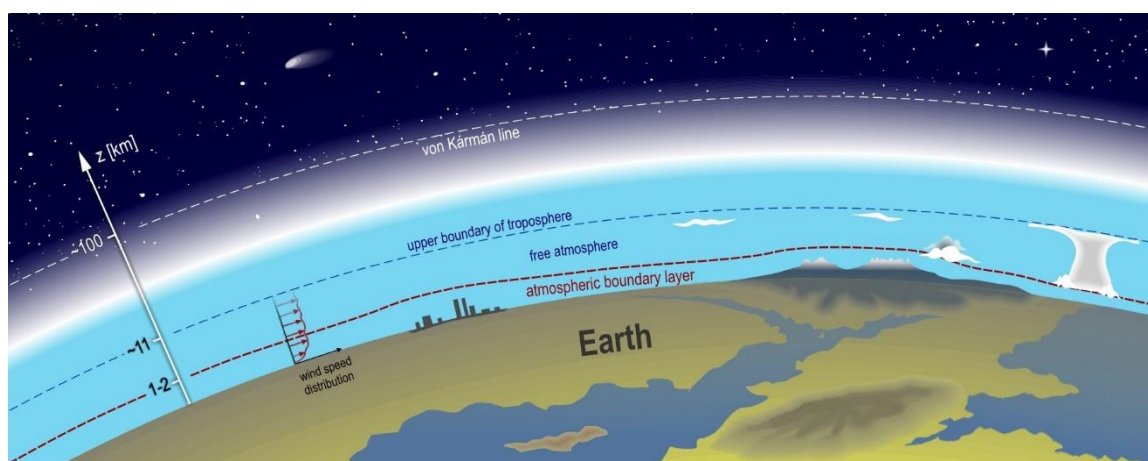 z [km]
von Kármán line
~100
upper boundary of troposphere
free atmosphere
atmospheric boundary layer
~11
Earth
wind speed
distribution
1-2